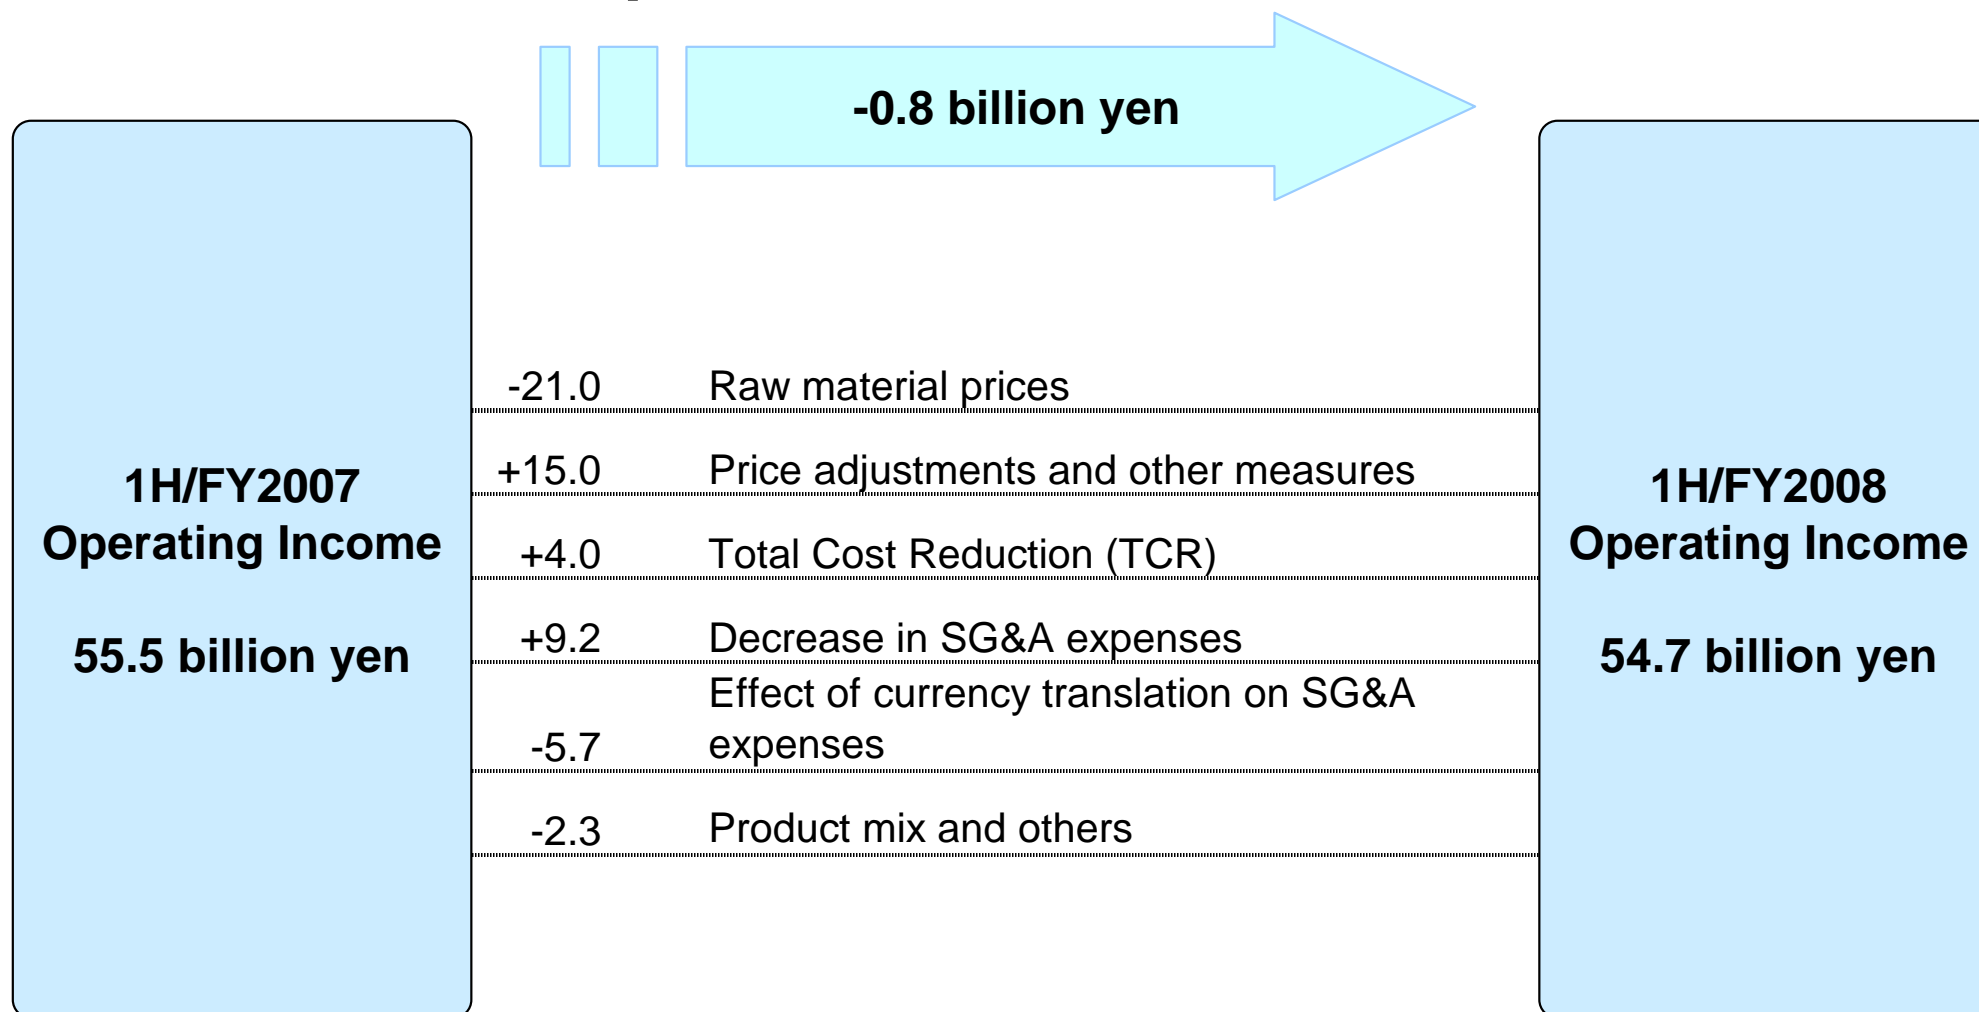 -0.8 billion yen
1H/FY2007
Operating Income
55.5 billion yen
-21.0 Raw material prices
+15.0 Price adjustments and other measures
+4.0 Total Cost Reduction (TCR)
+9.2 Decrease in SG&A expenses
Effect of currency translation on SG&A
-5.7 expenses
-2.3 Product mix and others
1H/FY2008
Operating Income
54.7 billion yen